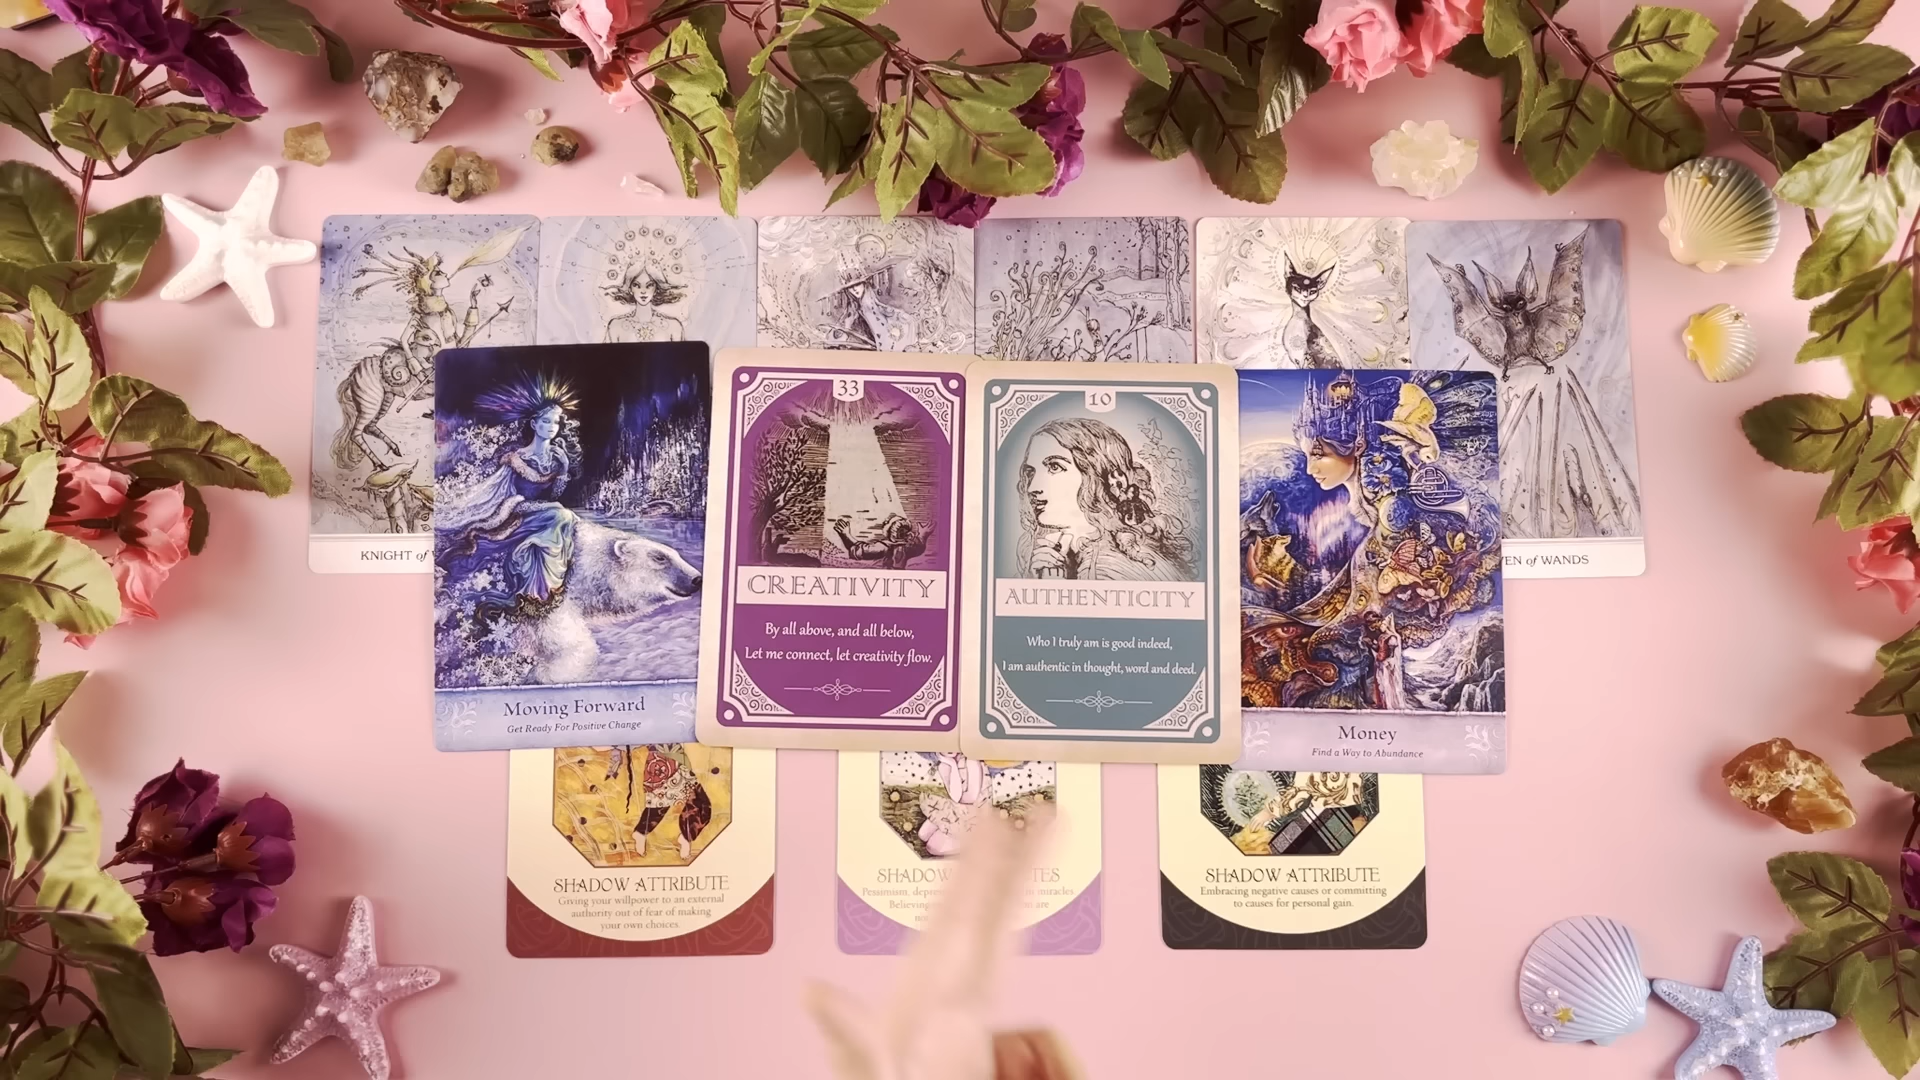 KNIGHT of
EN of WANDS
Moving Forward
Get Ready For Positive Change
33
CREATIVITY
By all above, and all below,
Let me connect, let creativity flow.
10
AUTHENTICITY
Who I truly am is good indeed,
I am authentic in thought, word and deed.
Money
Find a Way to Abundance
SHADOW ATTRIBUTE
Giving your willpower to an external
authority out of fear of making
your own choices.
SHADOW
Pessimism, miracles.
Believing are
SHADOW ATTRIBUTE
Embracing negative causes or committing
to causes for personal gain.